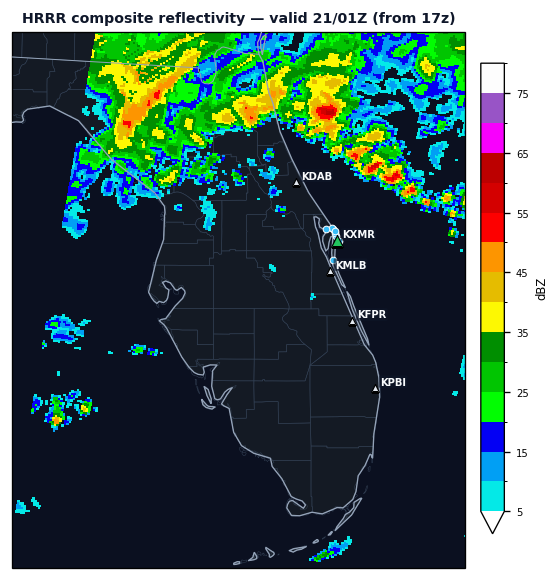 HRRR composite reflectivity — valid 21/01Z (from 17z)
KDAB
KXMR
KMLB
KFPR
KPBI
75
65
55
45
35
25
15
5
dBZ